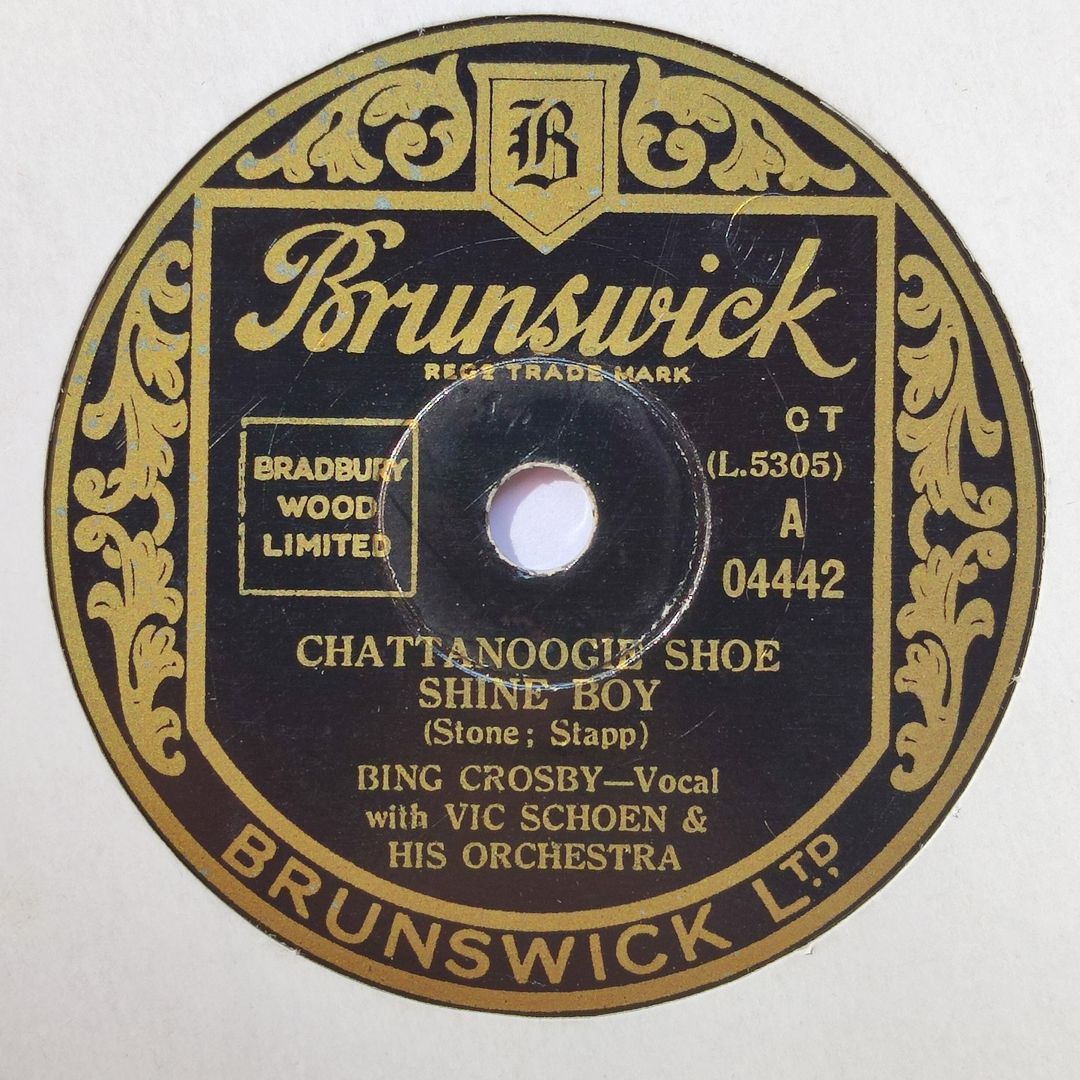 B
Brunswick
REGD TRADE MARK
CT
(L.5305)
A
04442
BRADBURY
WOOD
LIMITED
CHATTANOOGIE SHOE
SHINE BOY
(Stone; Stapp)
BING CROSBY—Vocal
with VIC SCHOEN &
HIS ORCHESTRA
BRUNSWICK LTD.,